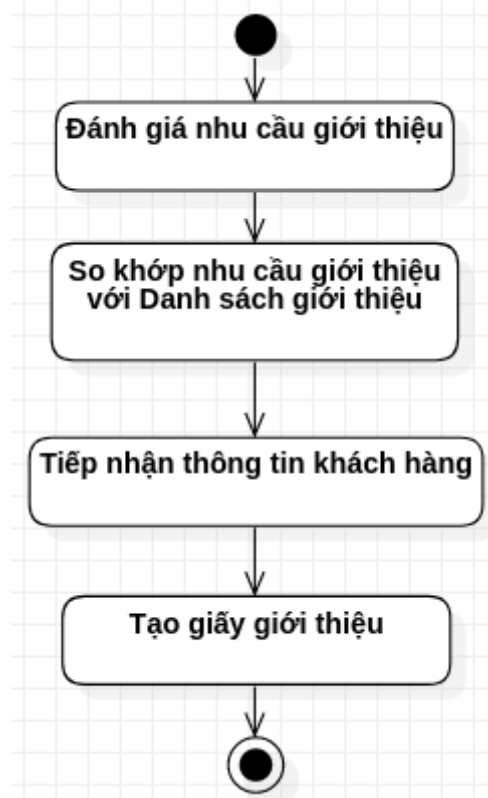 Đánh giá nhu cầu giới thiệu
So khớp nhu cầu giới thiệu
với Danh sách giới thiệu
Tiếp nhận thông tin khách hàng
Tạo giấy giới thiệu